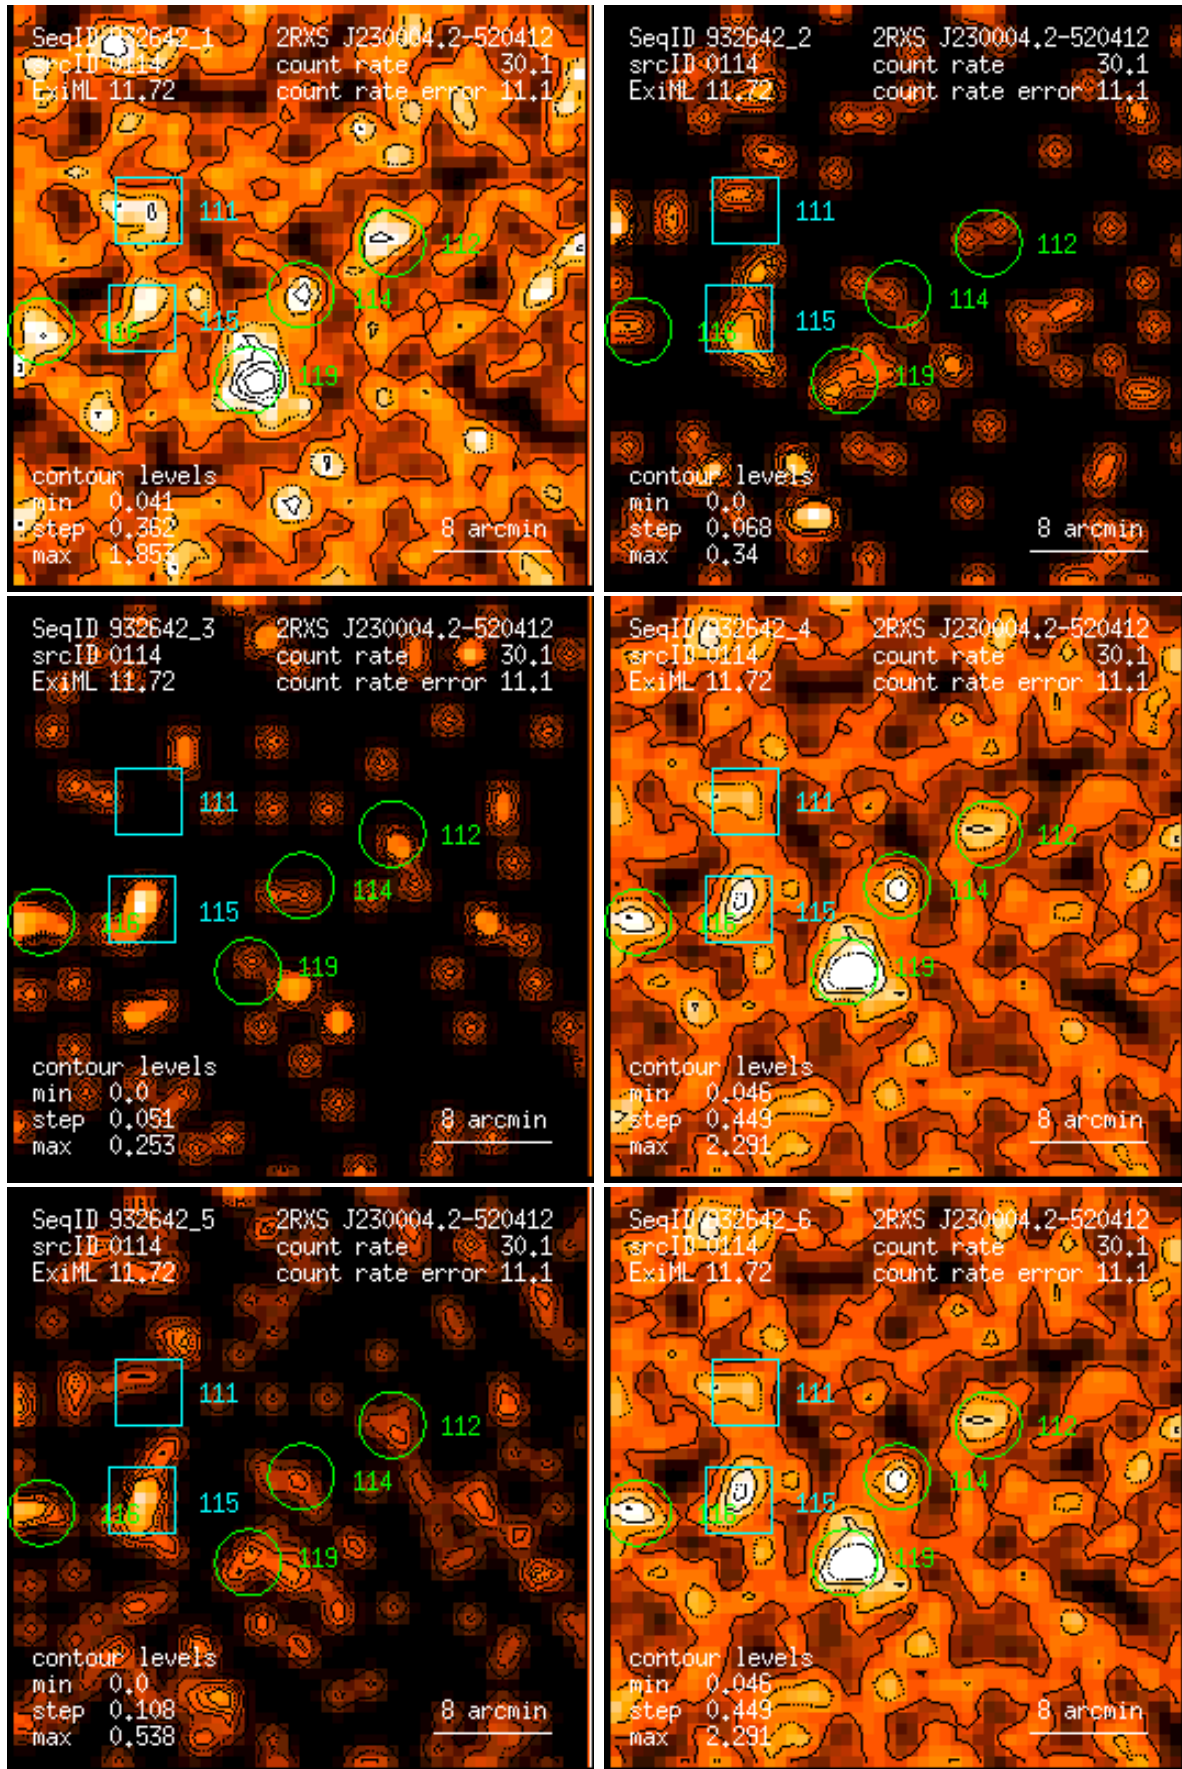 SeqID 932642_1 2RXS J230004.2-520412
srcID 0114 count rate 30.1
ExiML 11.72 count rate error 11.1
111
112
114
116 115
119
contour levels
min 0.041
step 0.362 8 arcmin
max 1.853
SeqID 932642_2 2RXS J230004.2-520412
srcID 0114 count rate 30.1
ExiML 11.72 count rate error 11.1
111
112
114
116 115
119
contour levels
min 0.0
step 0.068 8 arcmin
max 0.34
SeqID 932642_3 2RXS J230004.2-520412
srcID 0114 count rate 30.1
ExiML 11.72 count rate error 11.1
111
112
114
116 115
119
contour levels
min 0.0
step 0.051 8 arcmin
max 0.253
SeqID 932642_4 2RXS J230004.2-520412
srcID 0114 count rate 30.1
ExiML 11.72 count rate error 11.1
111
112
114
116 115
119
contour levels
min 0.046
step 0.449 8 arcmin
max 2.291
SeqID 932642_5 2RXS J230004.2-520412
srcID 0114 count rate 30.1
ExiML 11.72 count rate error 11.1
111
112
114
116 115
119
contour levels
min 0.0
step 0.108 8 arcmin
max 0.538
SeqID 932642_6 2RXS J230004.2-520412
srcID 0114 count rate 30.1
ExiML 11.72 count rate error 11.1
111
112
114
116 115
119
contour levels
min 0.046
step 0.449 8 arcmin
max 2.291